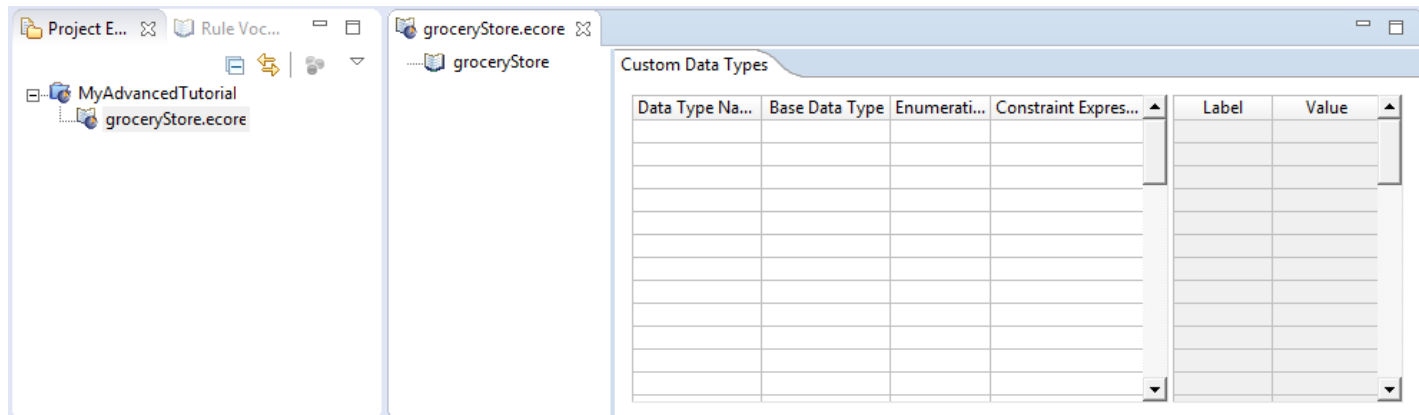 Project E... Rule Voc...
MyAdvancedTutorial
groceryStore.ecore
groceryStore.ecore
groceryStore
Custom Data Types
Data Type Na... Base Data Type Enumerati... Constraint Expres... Label Value